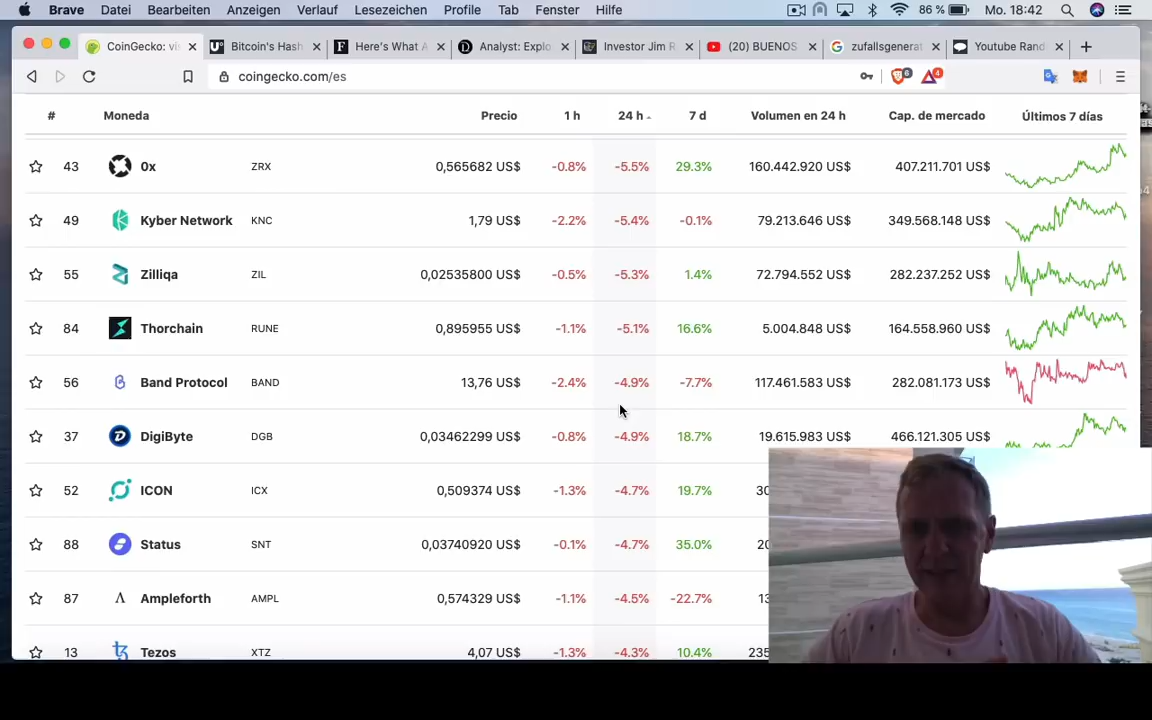 Brave Datei Bearbeiten Anzeigen Verlauf Lesezeichen Profile Tab Fenster Hilfe 86 % Mo. 18:42
CoinGecko: vis Bitcoin's Hash Here's What A Analyst: Explo Investor Jim R (20) BUENOS zufallsgenerat Youtube Rand
coingecko.com/es 6 4
# Moneda Precio 1 h 24 h 7 d Volumen en 24 h Cap. de mercado Últimos 7 días
43 0x ZRX 0,565682 US$ -0.8% -5.5% 29.3% 160.442.920 US$ 407.211.701 US$
49 Kyber Network KNC 1,79 US$ -2.2% -5.4% -0.1% 79.213.646 US$ 349.568.148 US$
55 Zilliqa ZIL 0,02535800 US$ -0.5% -5.3% 1.4% 72.794.552 US$ 282.237.252 US$
84 Thorchain RUNE 0,895955 US$ -1.1% -5.1% 16.6% 5.004.848 US$ 164.558.960 US$
56 Band Protocol BAND 13,76 US$ -2.4% -4.9% -7.7% 117.461.583 US$ 282.081.173 US$
37 DigiByte DGB 0,03462299 US$ -0.8% -4.9% 18.7% 19.615.983 US$ 466.121.305 US$
52 ICON ICX 0,509374 US$ -1.3% -4.7% 19.7% 30
88 Status SNT 0,03740920 US$ -0.1% -4.7% 35.0% 20
87 Ampleforth AMPL 0,574329 US$ -1.1% -4.5% -22.7% 13
13 Tezos XTZ 4,07 US$ -1.3% -4.3% 10.4% 235